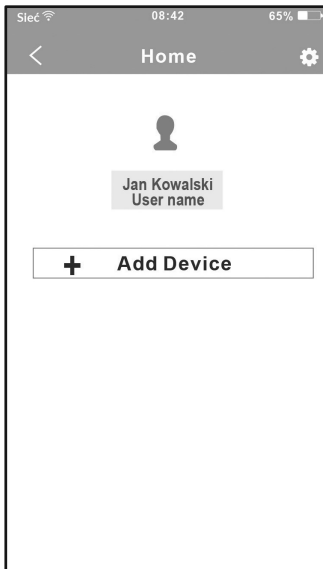 Sieć 08:42 65%
Home
Jan Kowalski
User name
+ Add Device